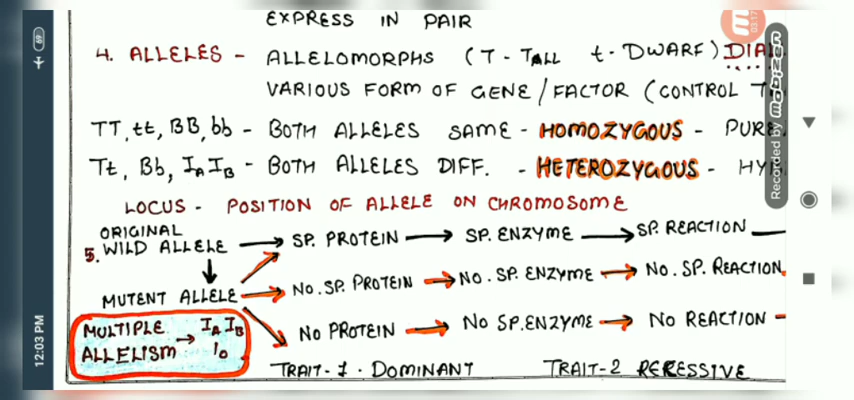 EXPRESS IN PAIR
4. ALLELES - ALLELOMORPHS (T - TALL t - DWARF)
VARIOUS FORM OF GENE/FACTOR (CONTROL
TT, tt, BB, bb - BOTH ALLELES SAME - HOMOZYGOUS -
Tt, Bb, IA IB - BOTH ALLELES DIFF. - HETEROZYGOUS -
LOCUS - POSITION OF ALLELE ON CHROMOSOME
ORIGINAL
5. WILD ALLELE → SP. PROTEIN → SP. ENZYME → SP. REACTION
MUTENT ALLELE → NO. SP. PROTEIN → NO. SP. ENZYME → NO. SP. REACTION
MULTIPLE ALLELISM → IA IB IO
NO PROTEIN → NO SP. ENZYME → NO REACTION
TRAIT-1. DOMINANT TRAIT-2 RECESSIVE
69
12:03 PM
03:17
Recorded by